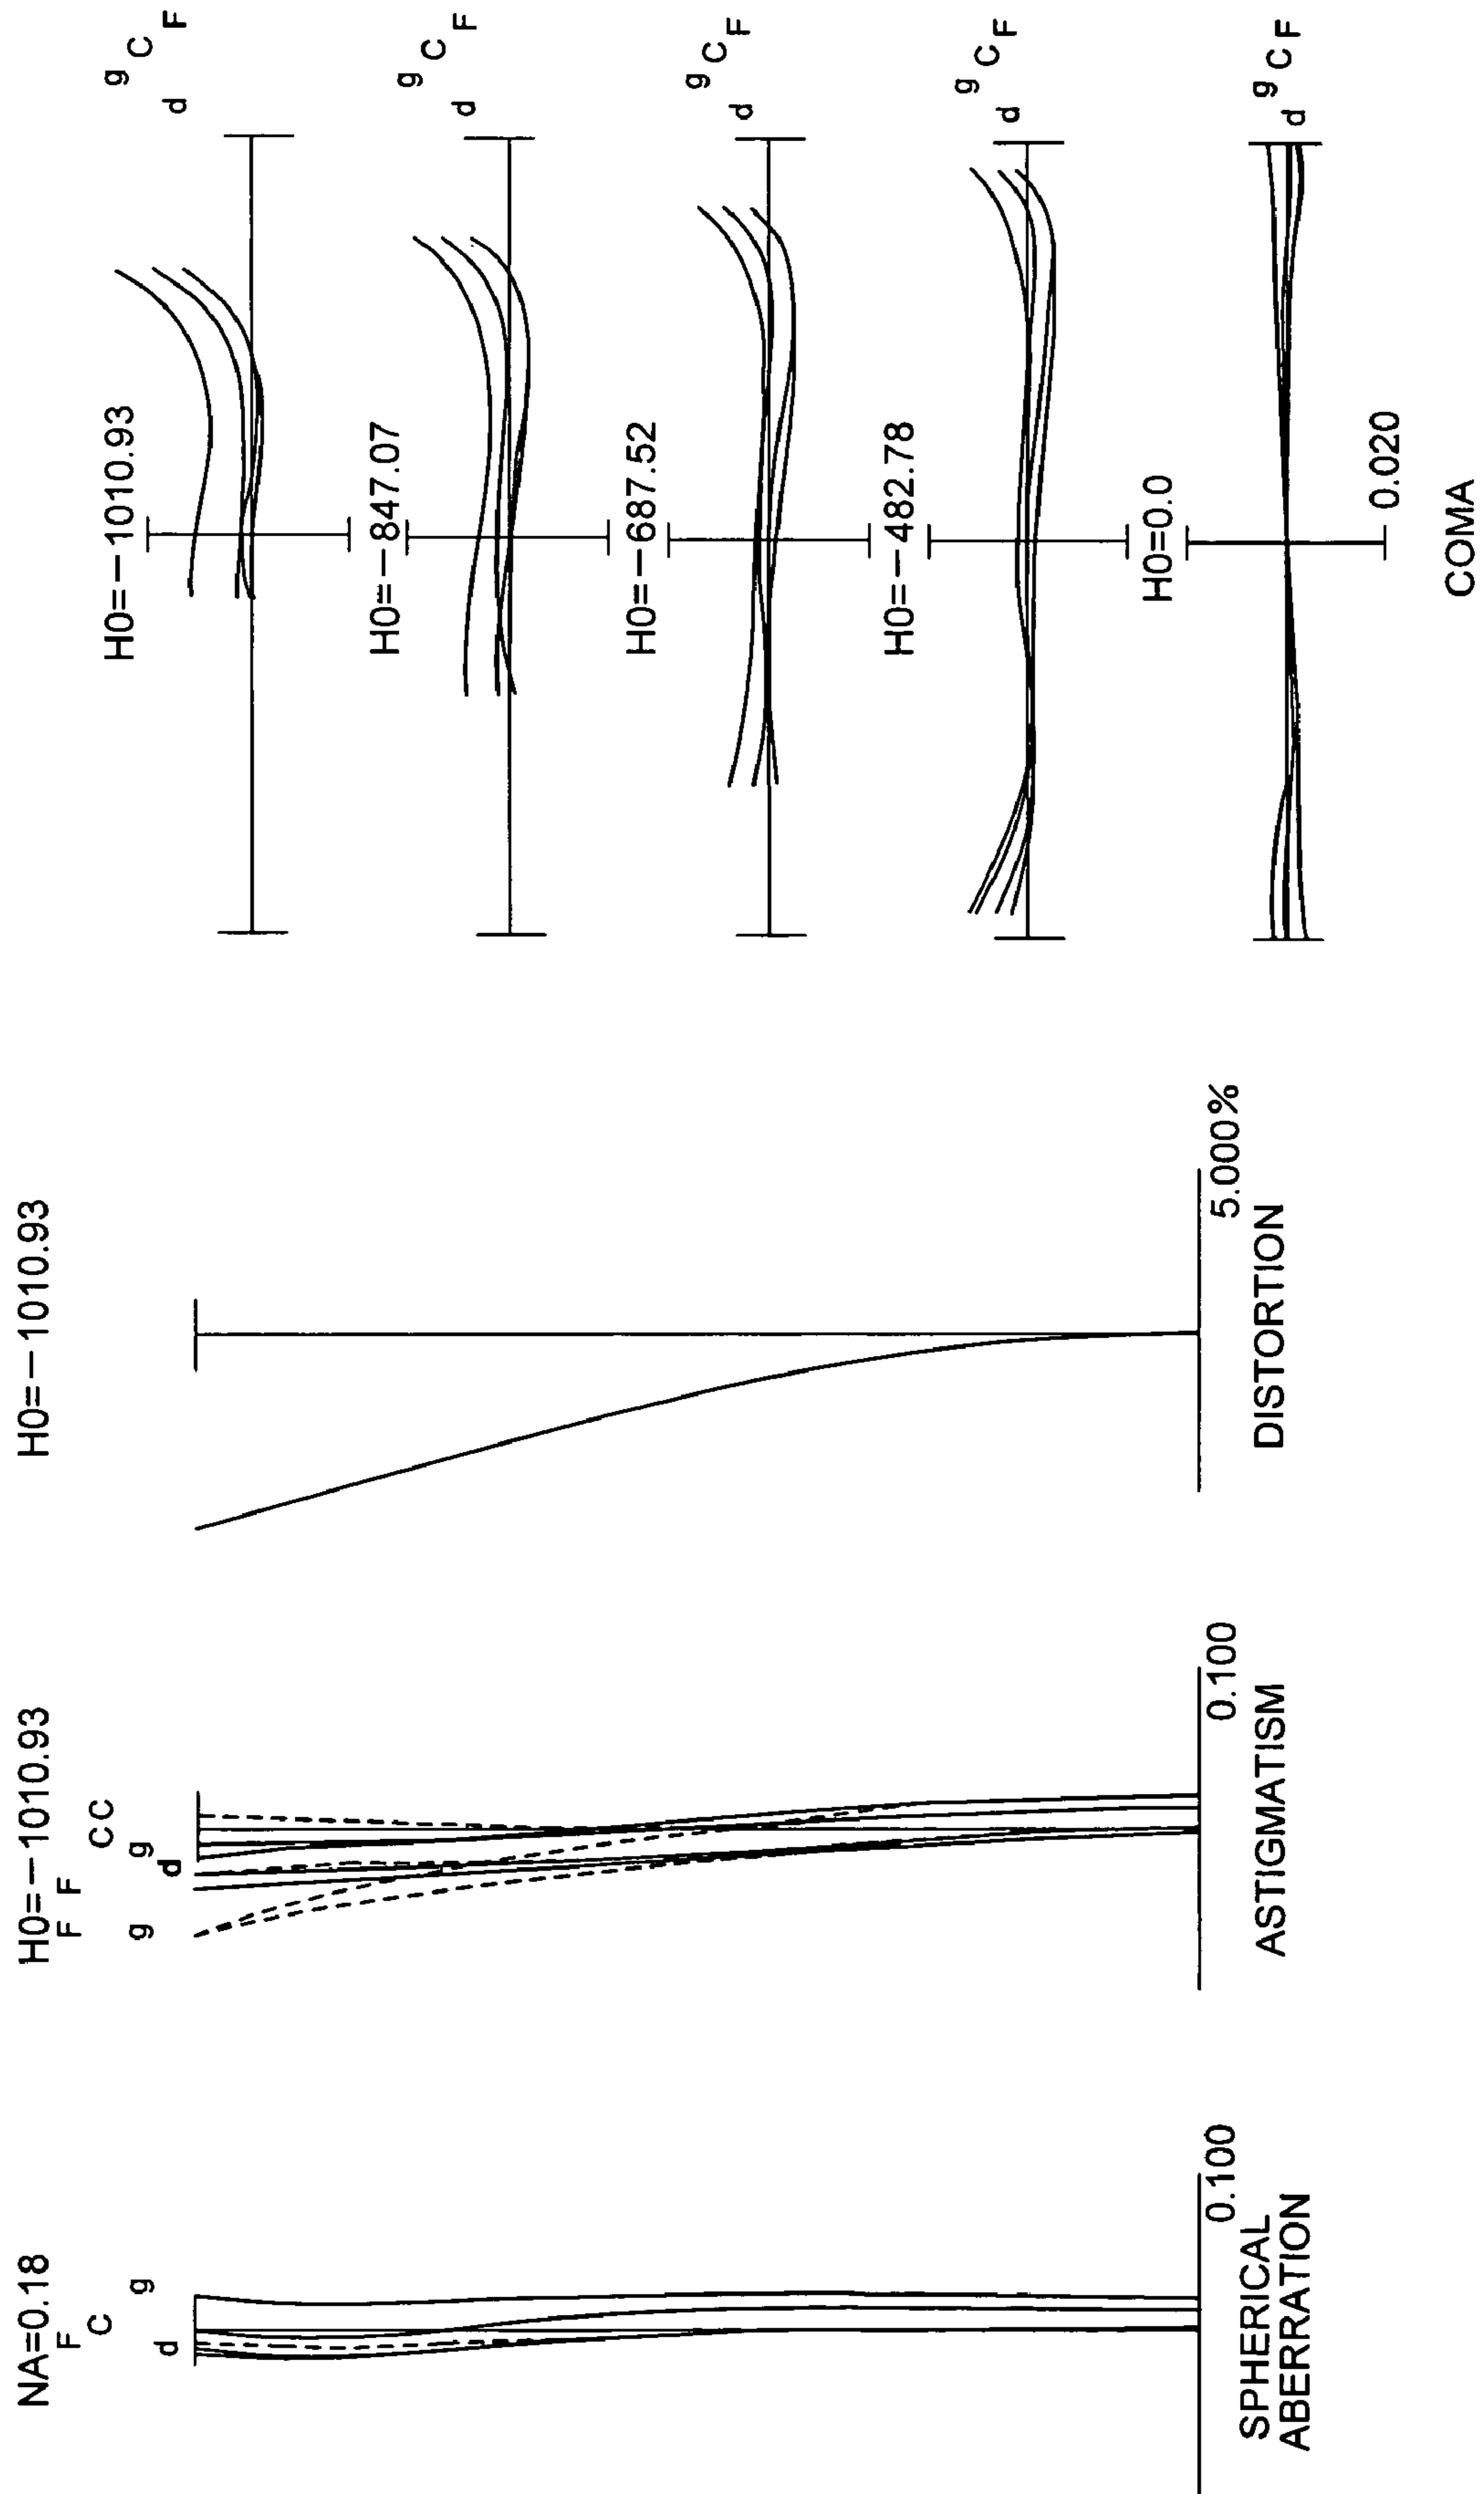 NA=0.18
F
C
g
d
0.100
SPHERICAL
ABERRATION
H0=−1010.93
F F
C C
g g
d
0.100
ASTIGMATISM
H0=−1010.93
5.000%
DISTORTION
H0=−1010.93
g C F
d
H0=−847.07
g C F
d
H0=−687.52
g C F
d
H0=−482.78
g C F
d
H0=0.0
g C F
d
0.020
COMA